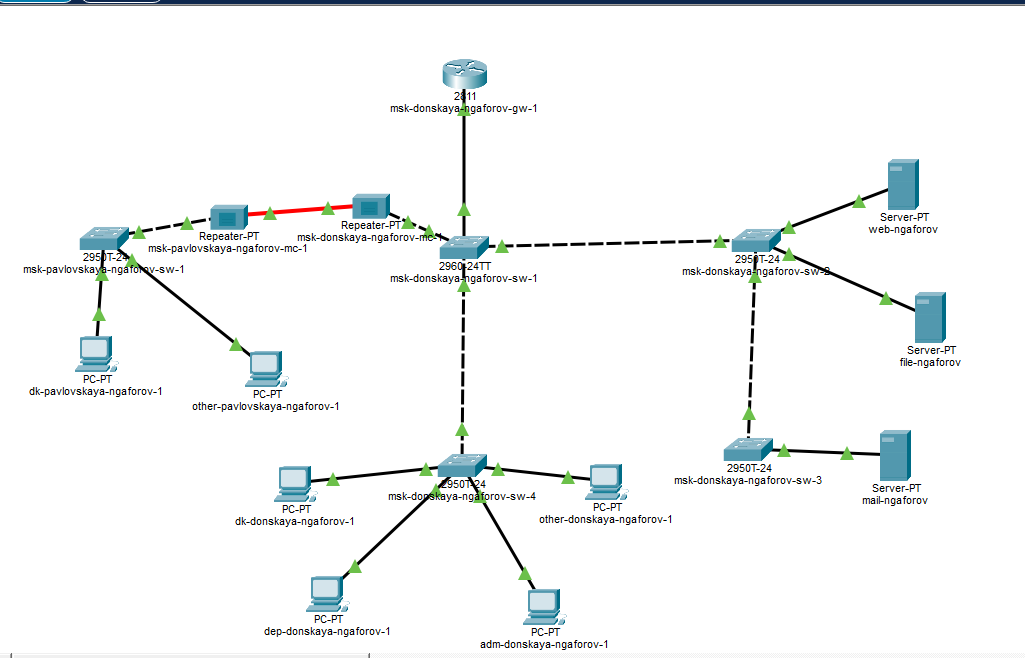 2811
msk-donskaya-ngaforov-gw-1
Repeater-PT
msk-pavlovskaya-ngaforov-mc-1
Repeater-PT
msk-donskaya-ngaforov-mc-1
2950T-24
msk-pavlovskaya-ngaforov-sw-1
2960-24TT
msk-donskaya-ngaforov-sw-1
2950T-24
msk-donskaya-ngaforov-sw-2
Server-PT
web-ngaforov
Server-PT
file-ngaforov
PC-PT
dk-pavlovskaya-ngaforov-1
PC-PT
other-pavlovskaya-ngaforov-1
2950T-24
msk-donskaya-ngaforov-sw-4
2950T-24
msk-donskaya-ngaforov-sw-3
Server-PT
mail-ngaforov
PC-PT
dk-donskaya-ngaforov-1
PC-PT
other-donskaya-ngaforov-1
PC-PT
dep-donskaya-ngaforov-1
PC-PT
adm-donskaya-ngaforov-1